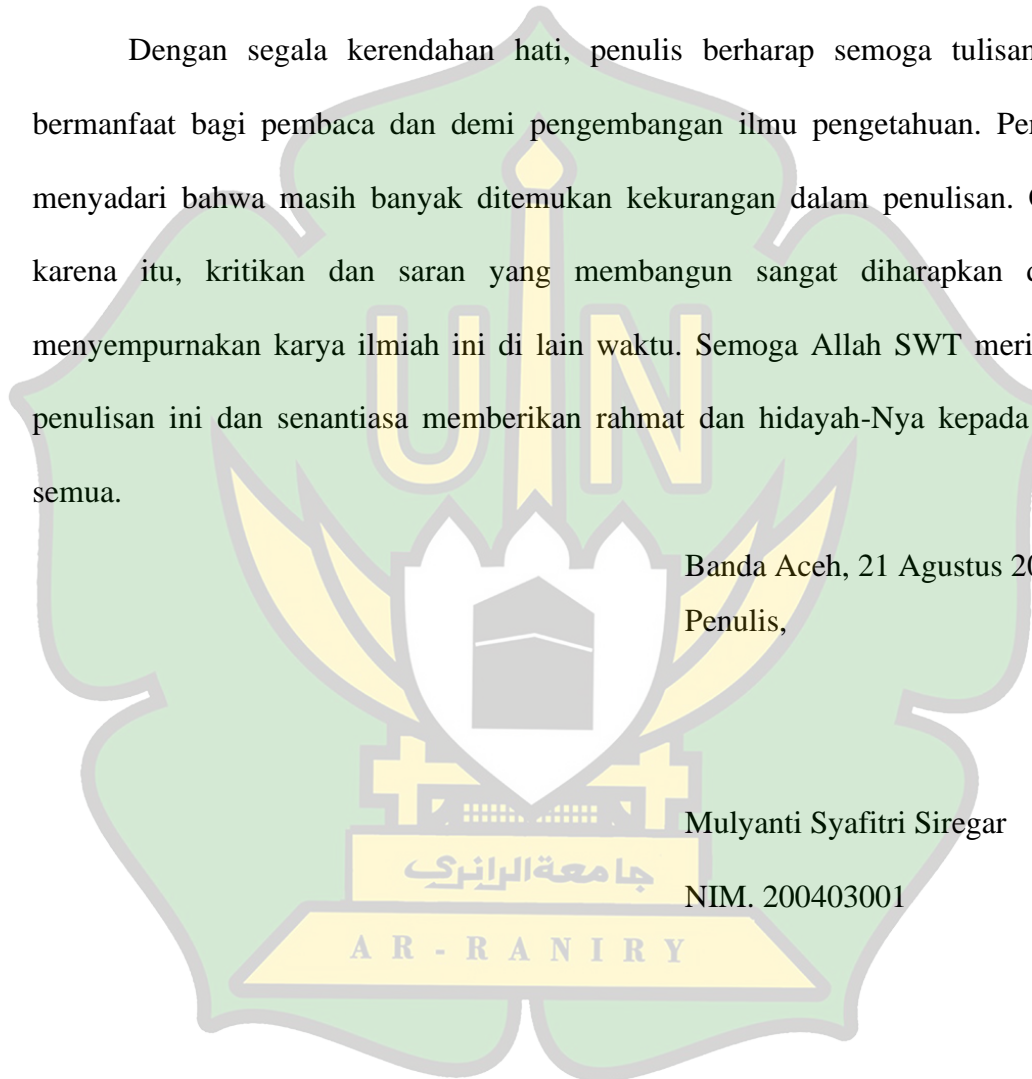 Dengan segala kerendahan hati, penulis berharap semoga tulisan
bermanfaat bagi pembaca dan demi pengembangan ilmu pengetahuan.
menyadari bahwa masih banyak ditemukan kekurangan dalam penulisan.
karena itu, kritikan dan saran yang membangun sangat diharapkan
menyempurnakan karya ilmiah ini di lain waktu. Semoga Allah SWT
penulisan ini dan senantiasa memberikan rahmat dan hidayah-Nya kepada
semua.
UIN
Banda Aceh, 21 Agustus
Penulis,
Mulyanti Syafitri Siregar
جامعةالرانري
NIM. 200403001
AR-RANIRY